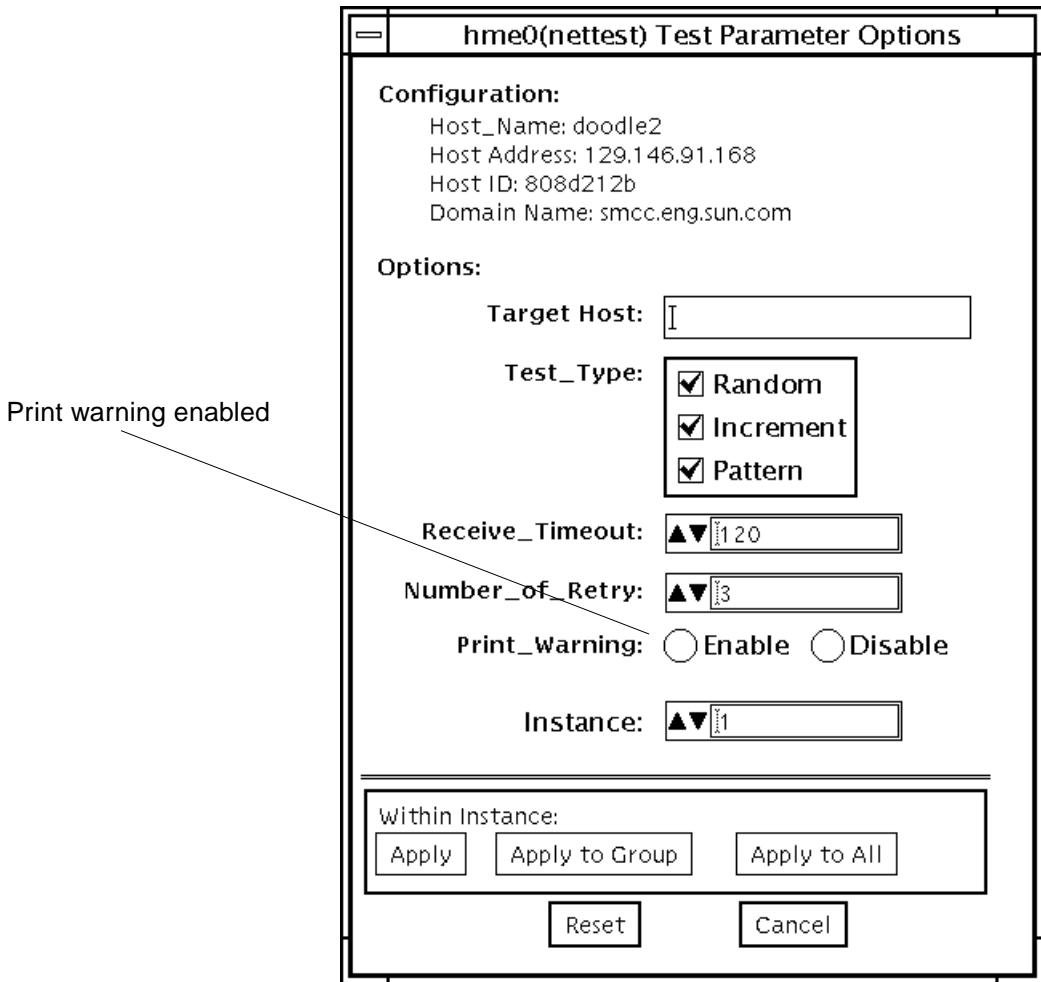 hme0(nettest) Test Parameter Options
Configuration:
Host_Name: doodle2
Host Address: 129.146.91.168
Host ID: 808d212b
Domain Name: smcc.eng.sun.com
Options:
Target Host:
Test_Type:
Random
Increment
Pattern
Print warning enabled
Receive_Timeout: 120
Number_of_Retry: 3
Print_Warning: Enable Disable
Instance: 1
Within Instance:
Apply Apply to Group Apply to All
Reset Cancel